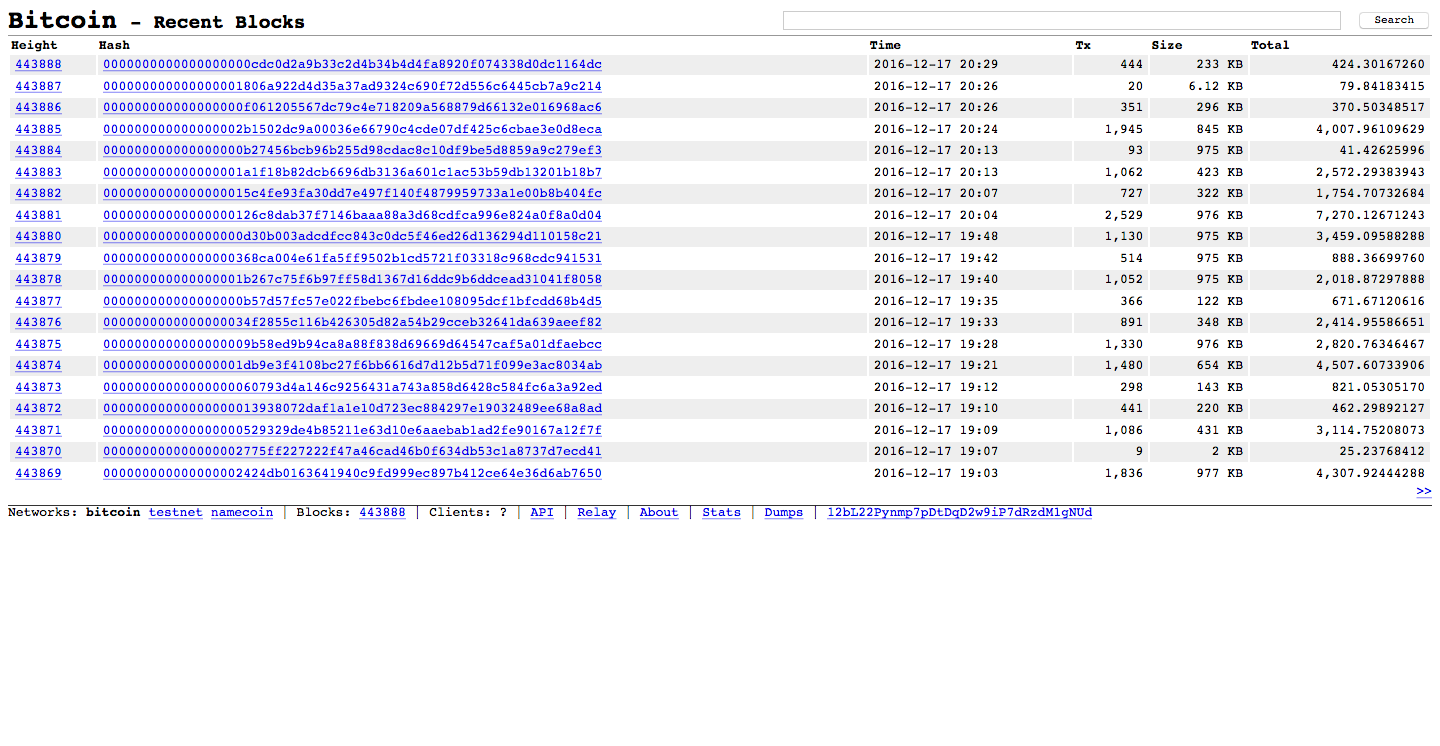 Bitcoin – Recent Blocks Search
Height Hash Time Tx Size Total
443888 0000000000000000000cdc0d2a9b33c2d4b34b4d4fa8920f074338d0dc1164dc 2016-12-17 20:29 444 233 KB 424.30167260
443887 000000000000000001806a922d4d35a37ad9324c690f72d556c6445cb7a9c214 2016-12-17 20:26 20 6.12 KB 79.84183415
443886 000000000000000000f061205567dc79c4e718209a568879d66132e016968ac6 2016-12-17 20:26 351 296 KB 370.50348517
443885 000000000000000002b1502dc9a00036e66790c4cde07df425c6cbae3e0d8eca 2016-12-17 20:24 1,945 845 KB 4,007.96109629
443884 000000000000000000b27456bcb96b255d98cdac8c10df9be5d8859a9c279ef3 2016-12-17 20:13 93 975 KB 41.42625996
443883 0000000000000000001a1f18b82dcb6696db3136a601c1ac53b59db13201b18b7 2016-12-17 20:13 1,062 423 KB 2,572.29383943
443882 00000000000000000015c4fe93fa30dd7e497f140f4879959733a1e00b8b404fc 2016-12-17 20:07 727 322 KB 1,754.70732684
443881 00000000000000000126c8dab37f7146baaa88a3d68cdfca996e824a0f8a0d04 2016-12-17 20:04 2,529 976 KB 7,270.12671243
443880 000000000000000000d30b003adcdfcc843c0dc5f46ed26d136294d110158c21 2016-12-17 19:48 1,130 975 KB 3,459.09588288
443879 000000000000000000368ca004e61fa5ff9502b1cd5721f03318c968cdc941531 2016-12-17 19:42 514 975 KB 888.36699760
443878 000000000000000001b267c75f6b97ff58d1367d16ddc9b6ddcead31041f8058 2016-12-17 19:40 1,052 975 KB 2,018.87297888
443877 000000000000000000b57d57fc57e022fbebc6fbdee108095dcf1bfcdd68b4d5 2016-12-17 19:35 366 122 KB 671.67120616
443876 0000000000000000034f2855c116b426305d82a54b29cceb32641da639aeef82 2016-12-17 19:33 891 348 KB 2,414.95586651
443875 0000000000000000009b58ed9b94ca8a88f838d69669d64547caf5a01dfaebcc 2016-12-17 19:28 1,330 976 KB 2,820.76346467
443874 000000000000000001db9e3f4108bc27f6bb6616d7d12b5d71f099e3ac8034ab 2016-12-17 19:21 1,480 654 KB 4,507.60733906
443873 00000000000000000060793d4a146c9256431a743a858d6428c584fc6a3a92ed 2016-12-17 19:12 298 143 KB 821.05305170
443872 00000000000000000013938072daf1a1e10d723ec884297e19032489ee68a8ad 2016-12-17 19:10 441 220 KB 462.29892127
443871 000000000000000000529329de4b85211e63d10e6aaebab1ad2fe90167a12f7f 2016-12-17 19:09 1,086 431 KB 3,114.75208073
443870 000000000000000002775ff227222f47a46cad46b0f634db53c1a8737d7ecd41 2016-12-17 19:07 9 2 KB 25.23768412
443869 000000000000000002424db0163641940c9fd999ec897b412ce64e36d6ab7650 2016-12-17 19:03 1,836 977 KB 4,307.92444288
>>
Networks: bitcoin testnet namecoin | Blocks: 443888 | Clients: ? | API | Relay | About | Stats | Dumps | 12bL22Pynmp7pDtDqD2w9iP7dRzdM1gNUd